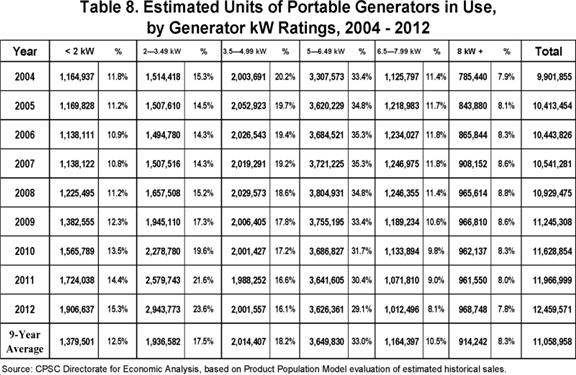 Table 8. Estimated Units of Portable Generators in Use,
by Generator kW Ratings, 2004 - 2012
Year < 2 kW % 2—3.49 kW % 3.5—4.99 kW % 5—6.49 kW % 6.5—7.99 kW % 8 kW + % Total
2004 1,164,937 11.8% 1,514,418 15.3% 2,003,691 20.2% 3,307,573 33.4% 1,125,797 11.4% 785,440 7.9% 9,901,855
2005 1,169,828 11.2% 1,507,610 14.5% 2,052,923 19.7% 3,620,229 34.8% 1,218,983 11.7% 843,880 8.1% 10,413,454
2006 1,138,111 10.9% 1,494,780 14.3% 2,026,543 19.4% 3,684,521 35.3% 1,234,027 11.8% 865,844 8.3% 10,443,826
2007 1,138,122 10.8% 1,507,516 14.3% 2,019,291 19.2% 3,721,225 35.3% 1,246,975 11.8% 908,152 8.6% 10,541,281
2008 1,225,495 11.2% 1,657,508 15.2% 2,029,573 18.6% 3,804,931 34.8% 1,246,355 11.4% 965,614 8.8% 10,929,475
2009 1,382,555 12.3% 1,945,110 17.3% 2,006,405 17.8% 3,755,195 33.4% 1,189,234 10.6% 966,810 8.6% 11,245,308
2010 1,565,789 13.5% 2,278,780 19.6% 2,001,427 17.2% 3,686,827 31.7% 1,133,894 9.8% 962,137 8.3% 11,628,854
2011 1,724,038 14.4% 2,579,743 21.6% 1,988,252 16.6% 3,641,605 30.4% 1,071,810 9.0% 961,550 8.0% 11,966,999
2012 1,906,637 15.3% 2,943,773 23.6% 2,001,557 16.1% 3,626,361 29.1% 1,012,496 8.1% 968,748 7.8% 12,459,571
9-Year
Average 1,379,501 12.5% 1,936,582 17.5% 2,014,407 18.2% 3,649,830 33.0% 1,164,397 10.5% 914,242 8.3% 11,058,958
Source: CPSC Directorate for Economic Analysis, based on Product Population Model evaluation of estimated historical sales.